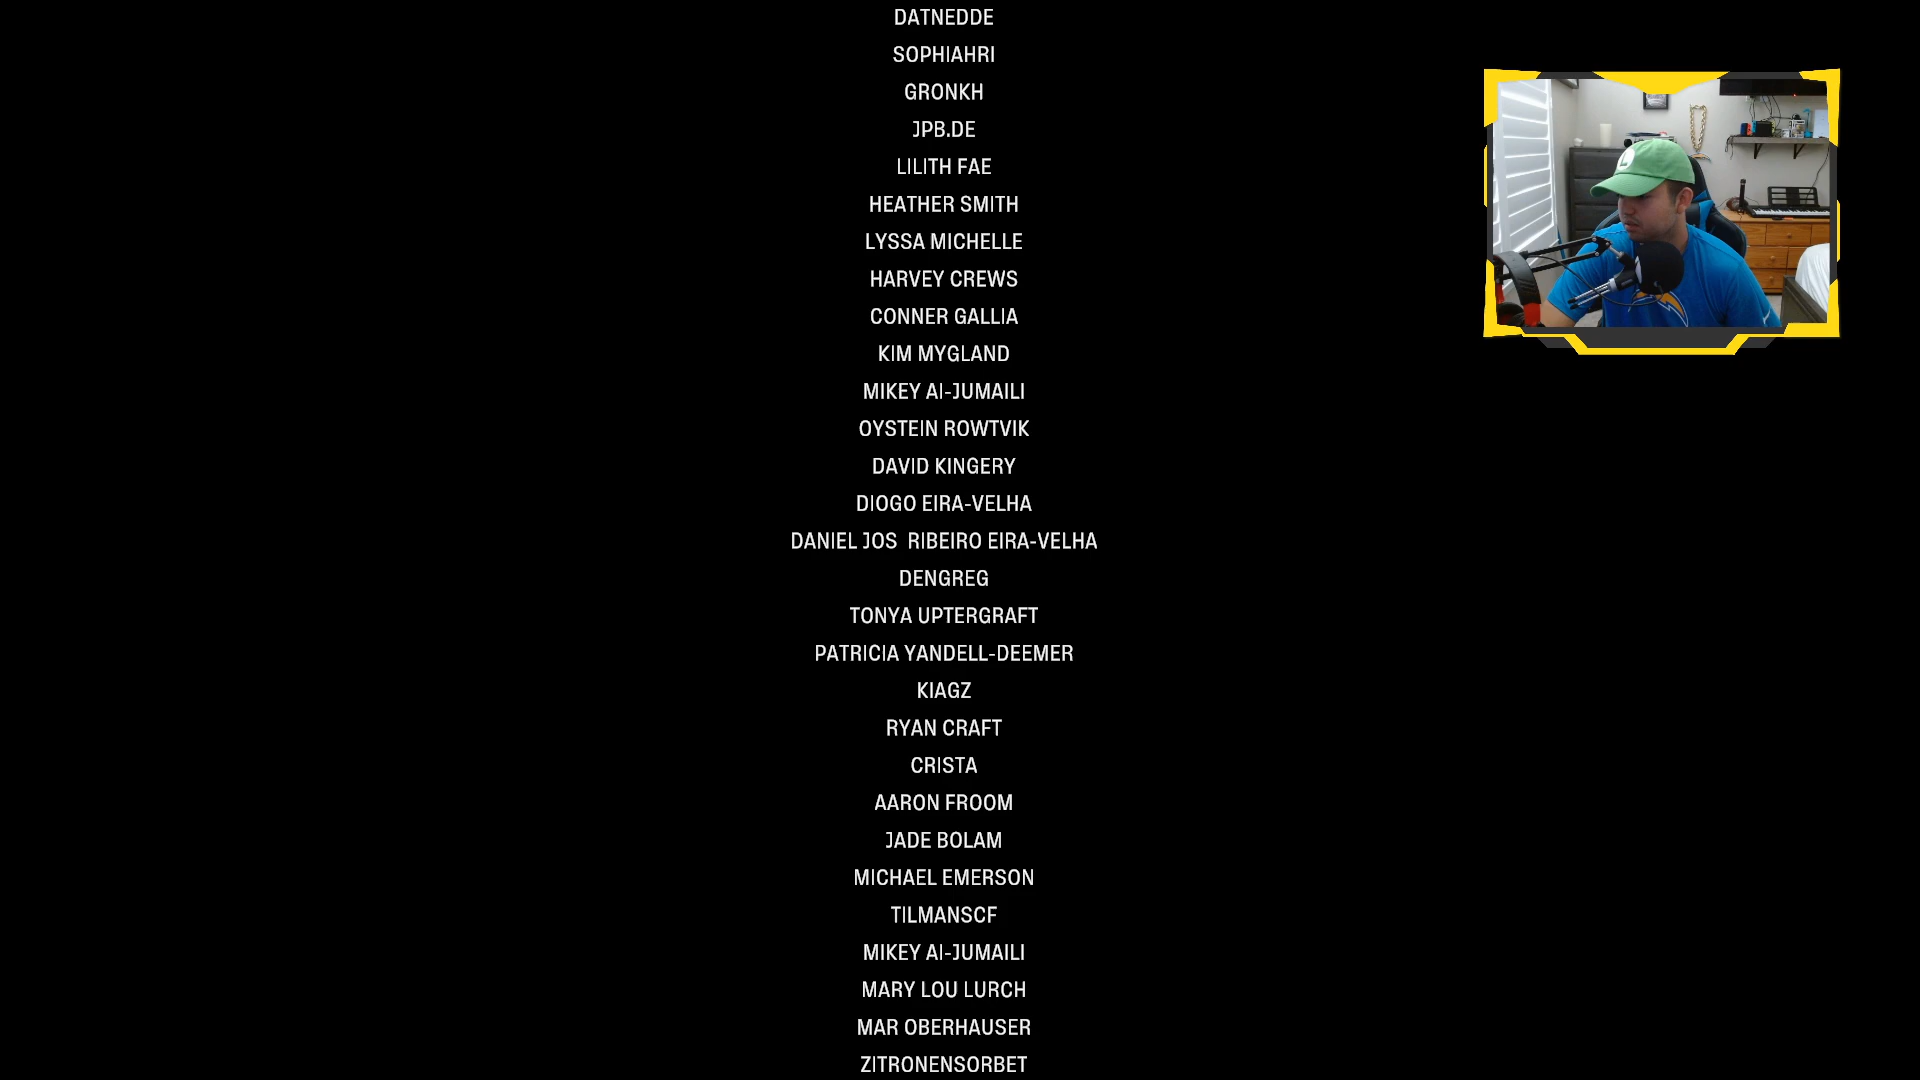 DATNEDDE
SOPHIAHRI
GRONKH
JPB.DE
LILITH FAE
HEATHER SMITH
LYSSA MICHELLE
HARVEY CREWS
CONNER GALLIA
KIM MYGLAND
MIKEY AI-JUMAILI
OYSTEIN ROWTVIK
DAVID KINGERY
DIOGO EIRA-VELHA
DANIEL JOS  RIBEIRO EIRA-VELHA
DENGREG
TONYA UPTERGRAFT
PATRICIA YANDELL-DEEMER
KIAGZ
RYAN CRAFT
CRISTA
AARON FROOM
JADE BOLAM
MICHAEL EMERSON
TILMANSCF
MIKEY AI-JUMAILI
MARY LOU LURCH
MAR OBERHAUSER
ZITRONENSORBET